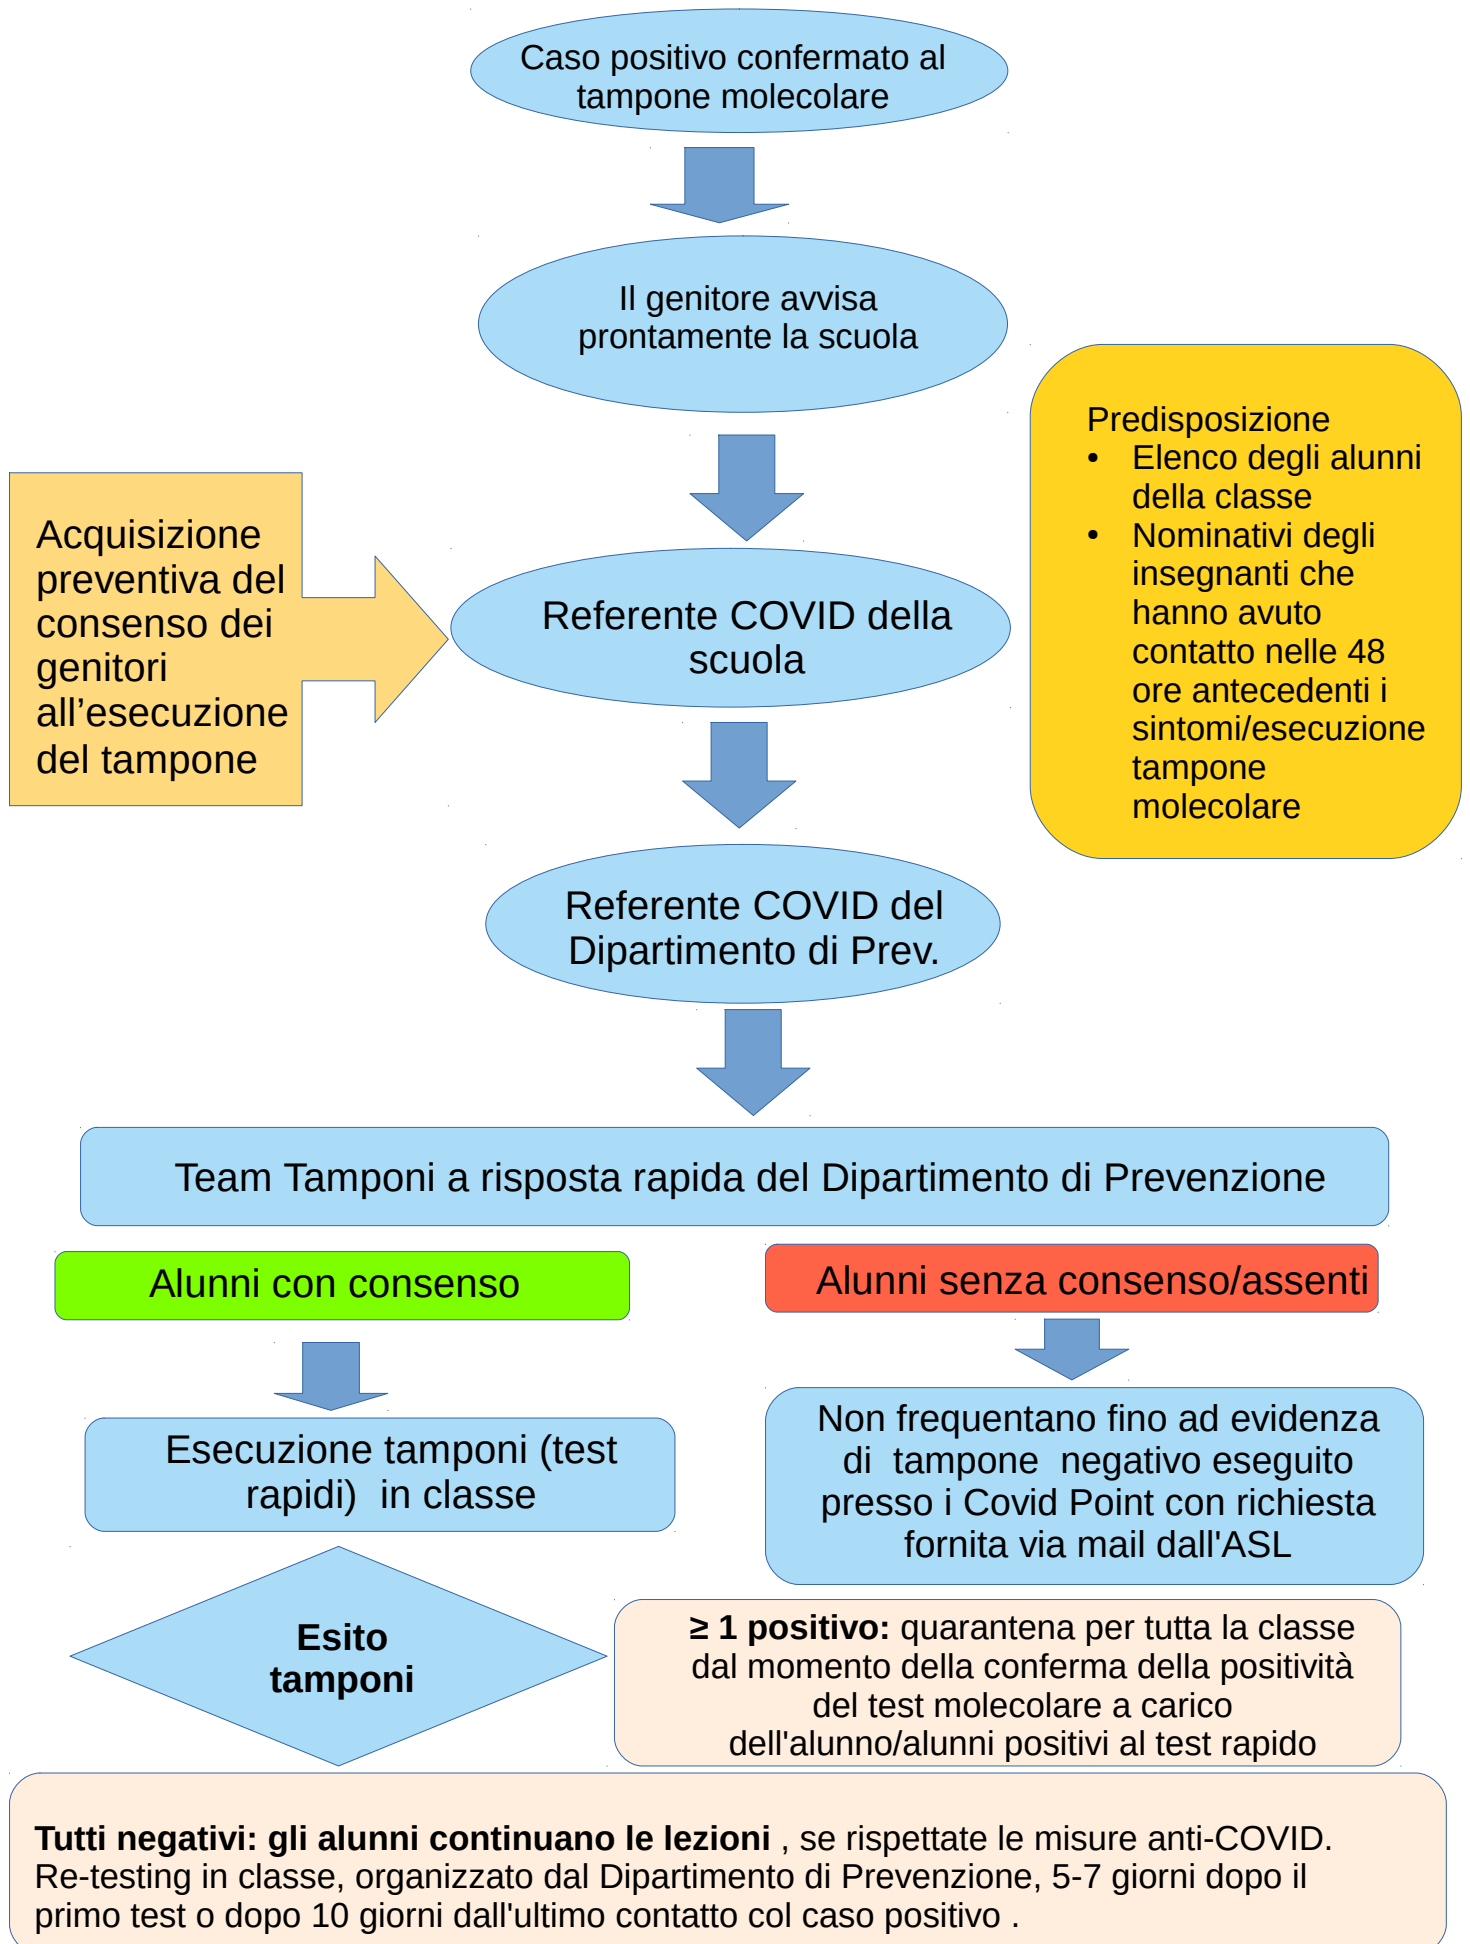 Caso positivo confermato al
tampone molecolare
Il genitore avvisa
prontamente la scuola
Predisposizione
• Elenco degli alunni
della classe
• Nominativi degli
insegnanti che
hanno avuto
contatto nelle 48
ore antecedenti i
sintomi/esecuzione
tampone
molecolare
Acquisizione
preventiva del
consenso dei
genitori
all’esecuzione
del tampone
Referente COVID della
scuola
Referente COVID del
Dipartimento di Prev.
Team Tamponi a risposta rapida del Dipartimento di Prevenzione
Alunni con consenso
Alunni senza consenso/assenti
Esecuzione tamponi (test
rapidi) in classe
Non frequentano fino ad evidenza
di tampone negativo eseguito
presso i Covid Point con richiesta
fornita via mail dall'ASL
Esito
tamponi
≥ 1 positivo: quarantena per tutta la classe
dal momento della conferma della positività
del test molecolare a carico
dell'alunno/alunni positivi al test rapido
Tutti negativi: gli alunni continuano le lezioni , se rispettate le misure anti-COVID.
Re-testing in classe, organizzato dal Dipartimento di Prevenzione, 5-7 giorni dopo il
primo test o dopo 10 giorni dall'ultimo contatto col caso positivo .